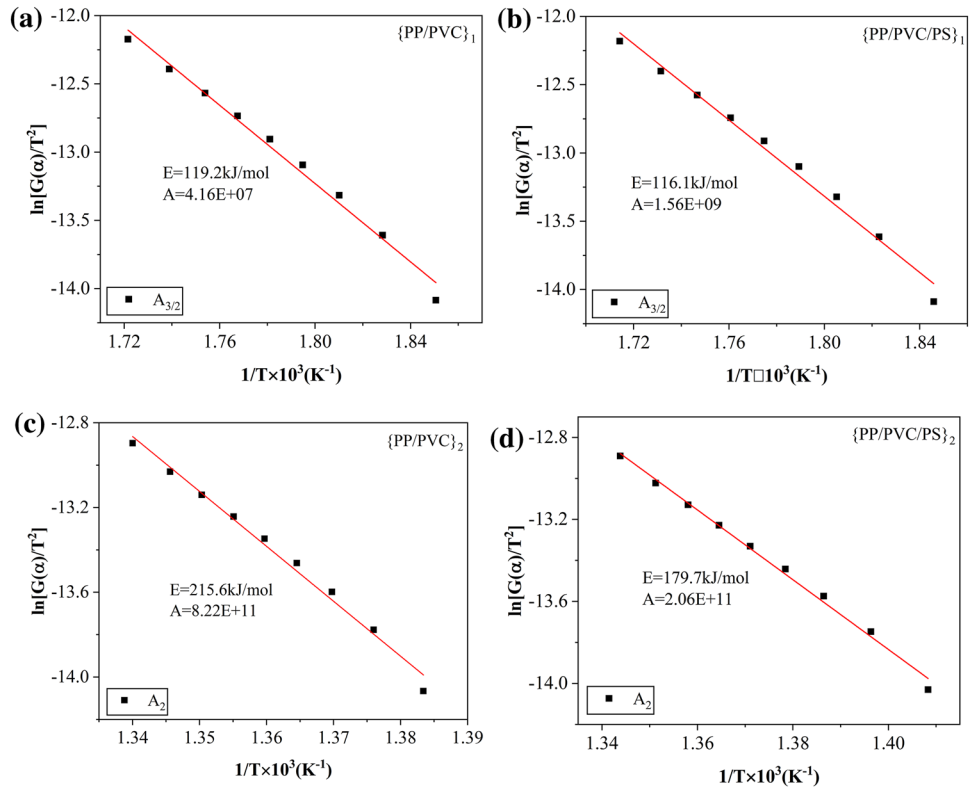 (a)
{PP/PVC}₁
-12.0
-12.5
-13.0
-13.5
-14.0
ln[G(α)/T²]
E=119.2kJ/mol
A=4.16E+07
A₃/₂
1.72 1.76 1.80 1.84
1/T×10³(K⁻¹)
(b)
{PP/PVC/PS}₁
-12.0
-12.5
-13.0
-13.5
-14.0
ln[G(α)/T²]
E=116.1kJ/mol
A=1.56E+09
A₃/₂
1.72 1.76 1.80 1.84
1/T□10³(K⁻¹)
(c)
{PP/PVC}₂
-12.8
-13.2
-13.6
-14.0
ln[G(α)/T²]
E=215.6kJ/mol
A=8.22E+11
A₂
1.34 1.35 1.36 1.37 1.38 1.39
1/T×10³(K⁻¹)
(d)
{PP/PVC/PS}₂
-12.8
-13.2
-13.6
-14.0
ln[G(α)/T²]
E=179.7kJ/mol
A=2.06E+11
A₂
1.34 1.36 1.38 1.40
1/T×10³(K⁻¹)